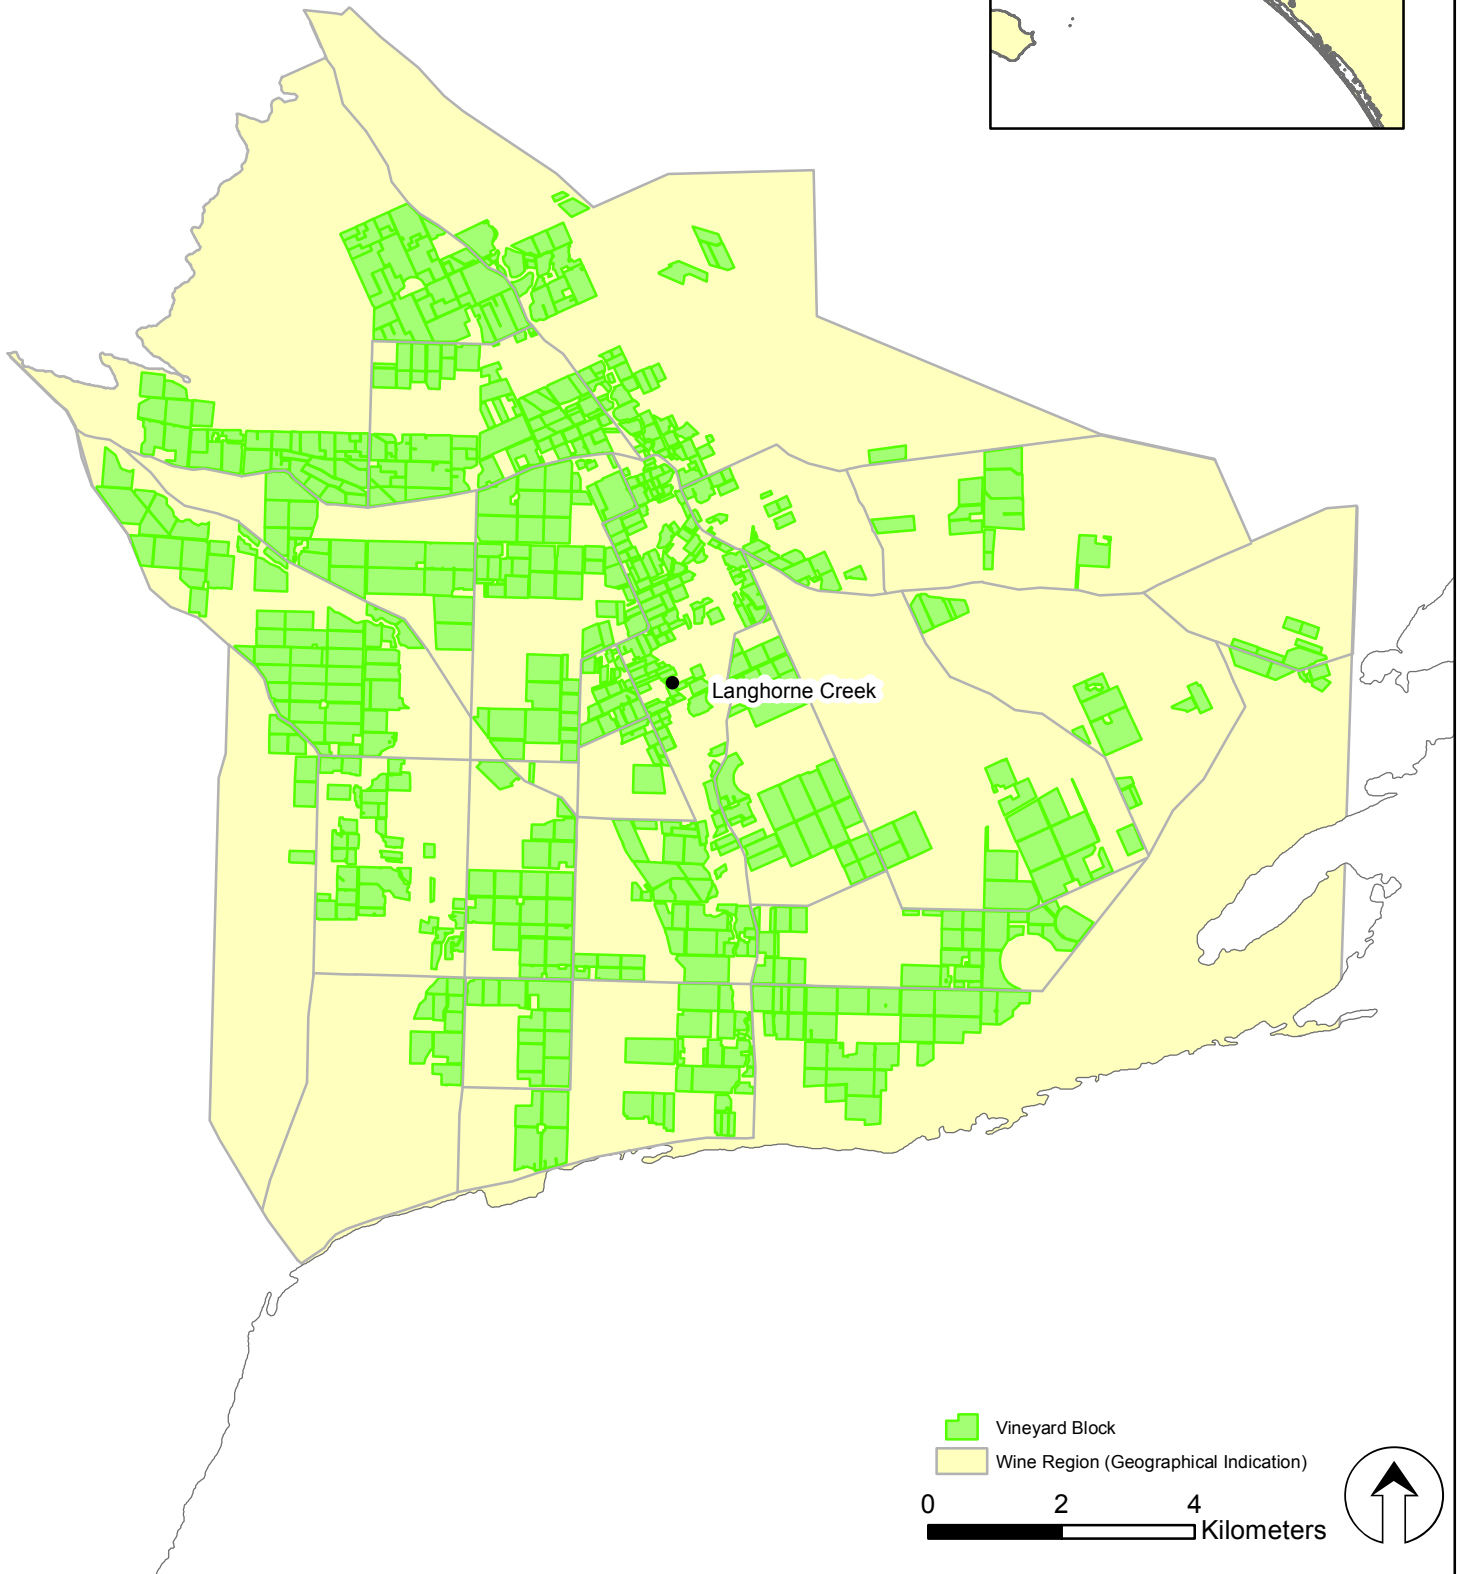 Langhorne Creek
Vineyard Block
Wine Region (Geographical Indication)
0 2 4
Kilometers